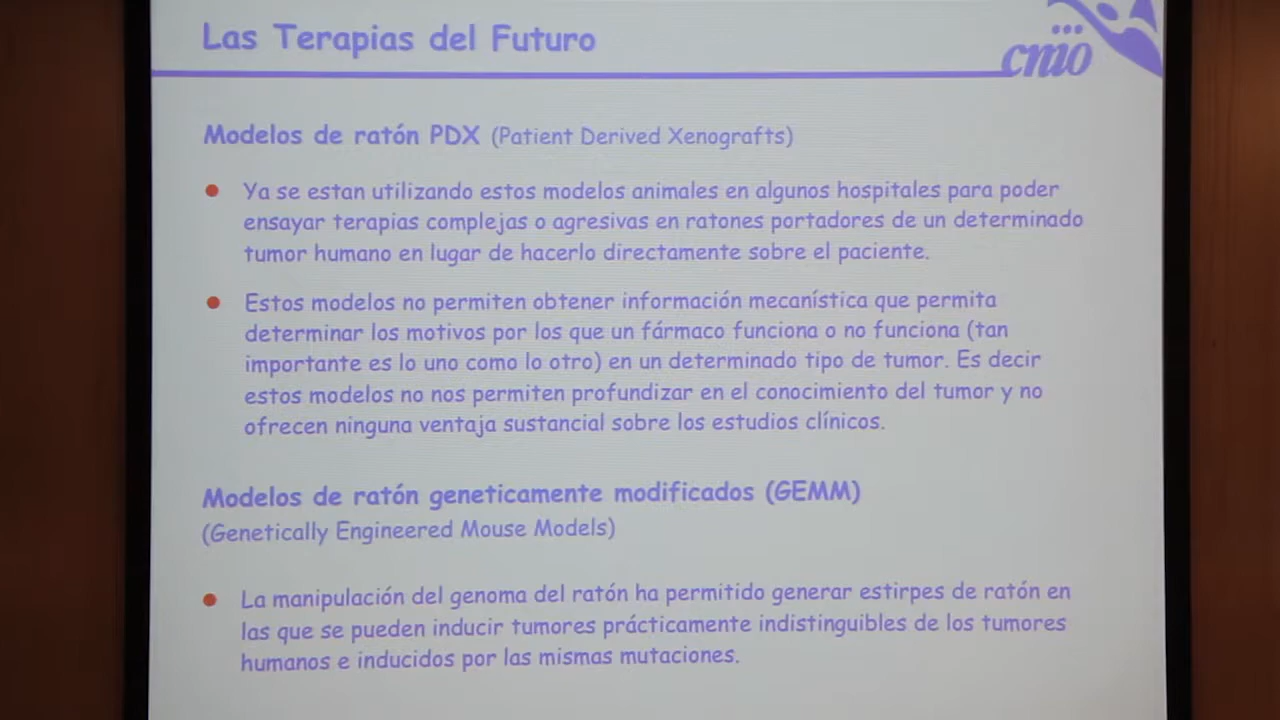 Las Terapias del Futuro
cnio
Modelos de ratón PDX (Patient Derived Xenografts)
Ya se estan utilizando estos modelos animales en algunos hospitales para poder
ensayar terapias complejas o agresivas en ratones portadores de un determinado
tumor humano en lugar de hacerlo directamente sobre el paciente.
Estos modelos no permiten obtener información mecanística que permita
determinar los motivos por los que un fármaco funciona o no funciona (tan
importante es lo uno como lo otro) en un determinado tipo de tumor. Es decir
estos modelos no nos permiten profundizar en el conocimiento del tumor y no
ofrecen ninguna ventaja sustancial sobre los estudios clínicos.
Modelos de ratón geneticamente modificados (GEMM)
(Genetically Engineered Mouse Models)
La manipulación del genoma del ratón ha permitido generar estirpes de ratón en
las que se pueden inducir tumores prácticamente indistinguibles de los tumores
humanos e inducidos por las mismas mutaciones.